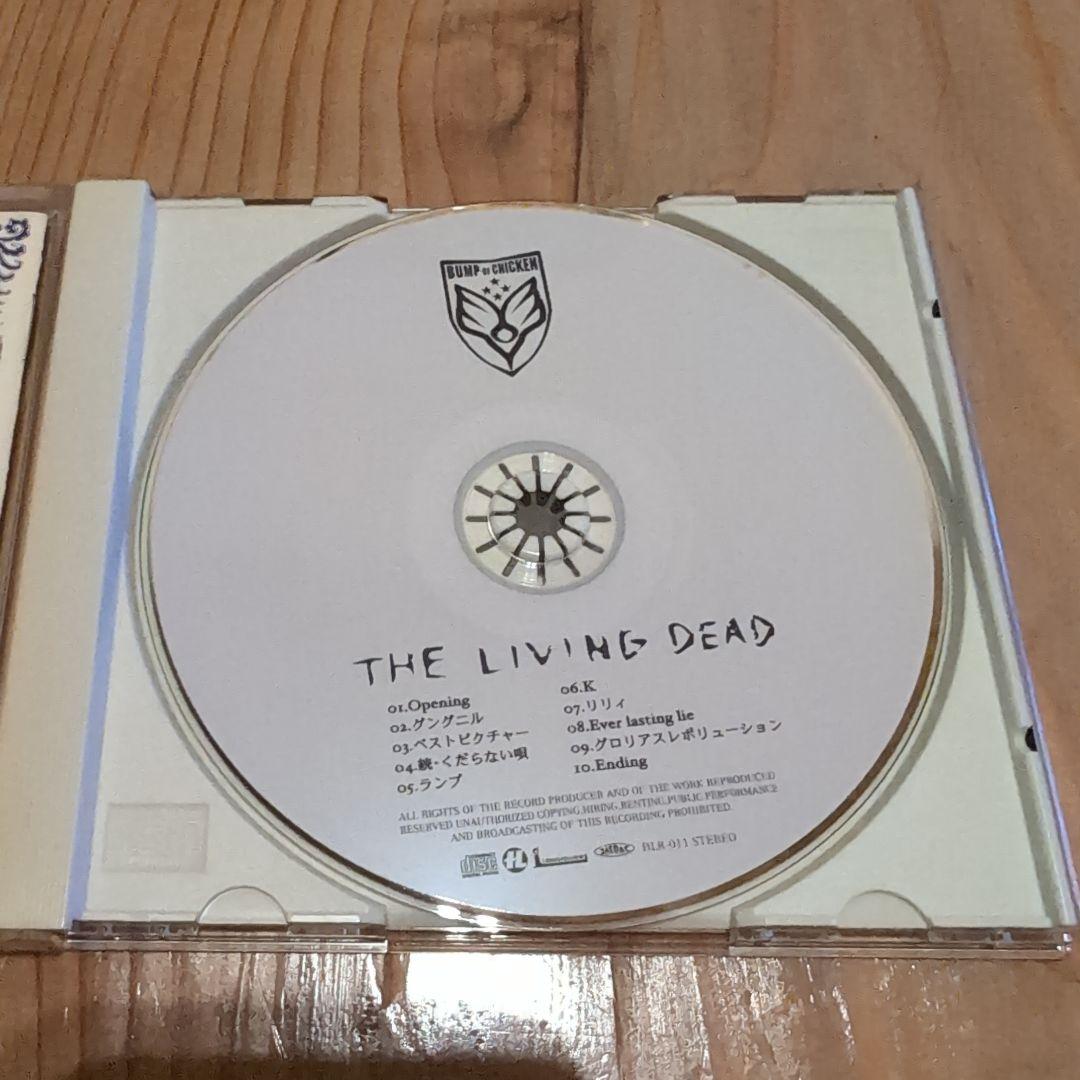 BUMP OF CHICKEN
THE LIVING DEAD
01.Opening
02.グングニル
03.ベストピクチャー
04.続・くだらない唄
05.ランプ
06.K
07.リリィ
08.Ever lasting lie
09.グロリアスレボリューション
10.Ending
ALL RIGHTS OF THE RECORD PRODUCER AND OF THE WORK REPRODUCED
RESERVED UNAUTHORIZED COPYING,HIRING,RENTING,PUBLIC PERFORMANCE
AND BROADCASTING OF THIS RECORDING PROHIBITED.
disc HL JASRAC BLR-011 STEREO